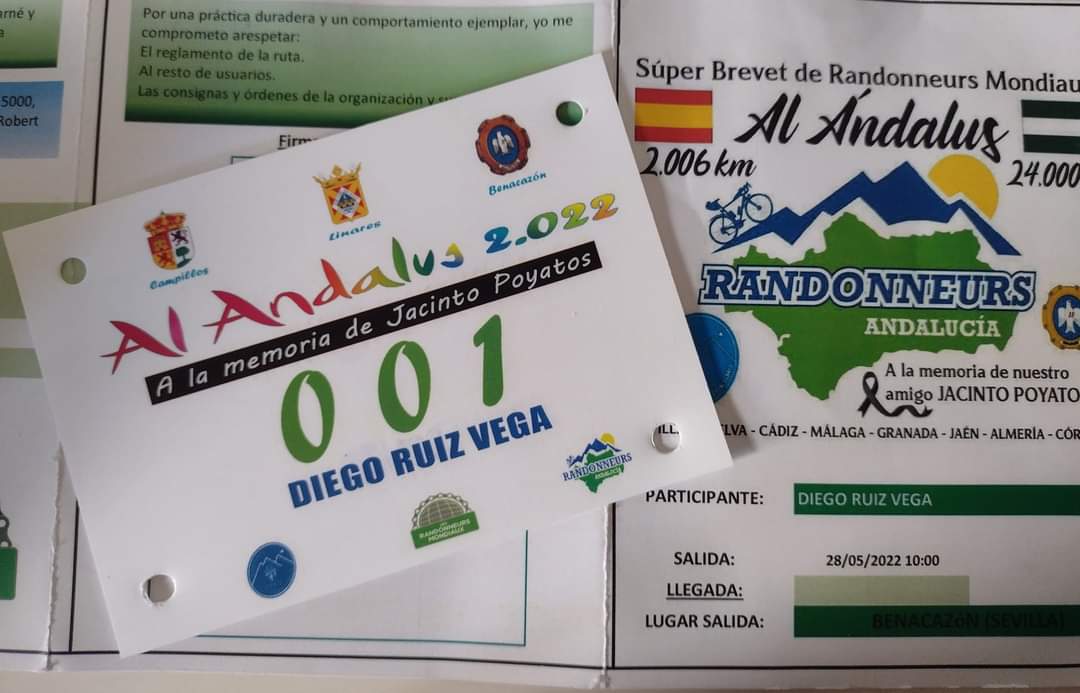 arné y
a
5000,
Robert
Por una práctica duradera y un comportamiento ejemplar, yo me
comprometo arespetar:
El reglamento de la ruta.
Al resto de usuarios.
Las consignas y órdenes de la organización y
Firm
Campillos
Linares
Benacazón
Al Andalus 2.022
A la memoria de Jacinto Poyatos
001
DIEGO RUIZ VEGA
RANDONNEURS
MONDIAUX
RANDONNEURS
ANDALUCÍA
Súper Brevet de Randonneurs Mondiau
Al Ándalus
2.006 km
24.000
RANDONNEURS
ANDALUCÍA
A la memoria de nuestro
amigo JACINTO POYATO
ELVA - CÁDIZ - MÁLAGA - GRANADA - JAÉN - ALMERÍA - CÓR
PARTICIPANTE: DIEGO RUIZ VEGA
SALIDA: 28/05/2022 10:00
LLEGADA:
LUGAR SALIDA: BENACAZóN (SEVILLA)